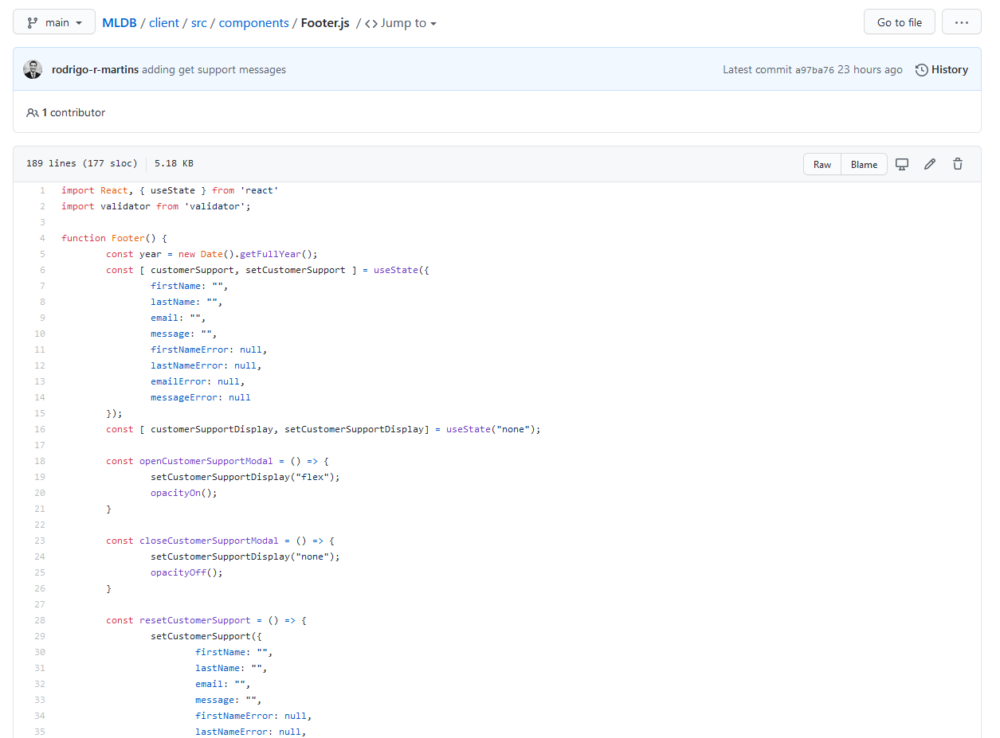 main MLDB / client / src / components / Footer.js / <> Jump to Go to file ...
rodrigo-r-martins adding get support messages Latest commit a97ba76 23 hours ago History
1 contributor
189 lines (177 sloc) 5.18 KB Raw Blame
1 import React, { useState } from 'react'
2 import validator from 'validator';
3
4 function Footer() {
5 const year = new Date().getFullYear();
6 const [ customerSupport, setCustomerSupport ] = useState({
7 firstName: "",
8 lastName: "",
9 email: "",
10 message: "",
11 firstNameError: null,
12 lastNameError: null,
13 emailError: null,
14 messageError: null
15 });
16 const [ customerSupportDisplay, setCustomerSupportDisplay] = useState("none");
17
18 const openCustomerSupportModal = () => {
19 setCustomerSupportDisplay("flex");
20 opacityOn();
21 }
22
23 const closeCustomerSupportModal = () => {
24 setCustomerSupportDisplay("none");
25 opacityOff();
26 }
27
28 const resetCustomerSupport = () => {
29 setCustomerSupport({
30 firstName: "",
31 lastName: "",
32 email: "",
33 message: "",
34 firstNameError: null,
35 lastNameError: null,